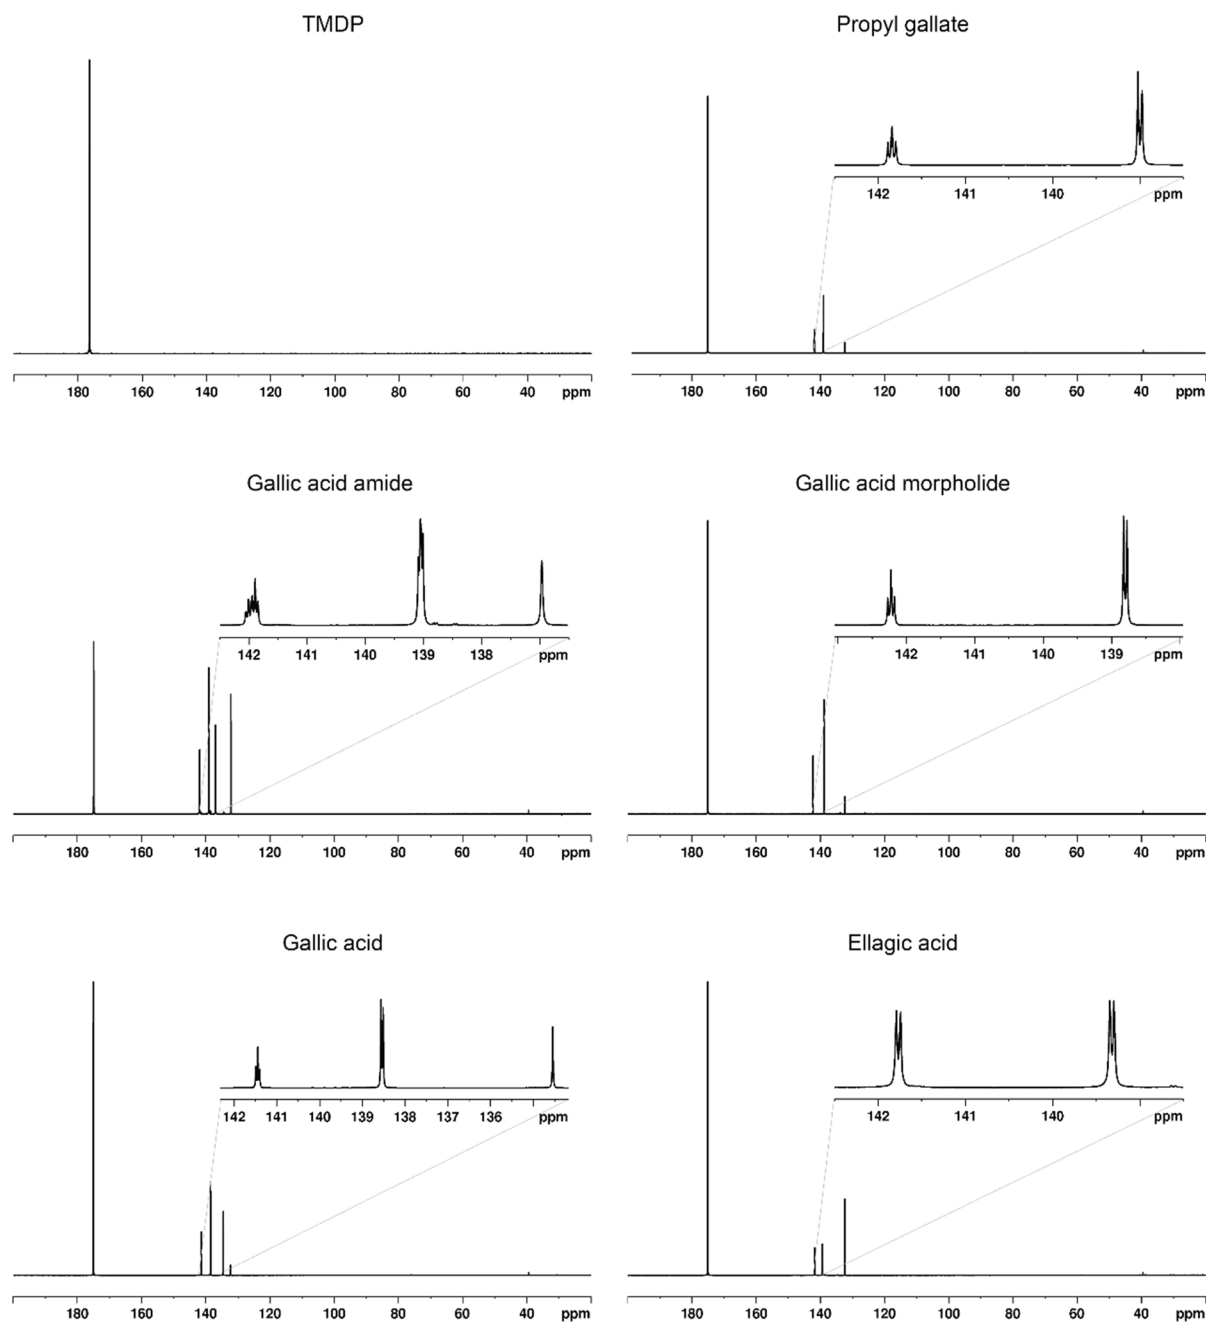 TMDP
Propyl gallate
142 141 140 ppm
180 160 140 120 100 80 60 40 ppm
180 160 140 120 100 80 60 40 ppm
Gallic acid amide
Gallic acid morpholide
142 141 140 139 138 ppm
142 141 140 139 ppm
180 160 140 120 100 80 60 40 ppm
180 160 140 120 100 80 60 40 ppm
Gallic acid
Ellagic acid
142 141 140 139 138 137 136 ppm
142 141 140 ppm
180 160 140 120 100 80 60 40 ppm
180 160 140 120 100 80 60 40 ppm